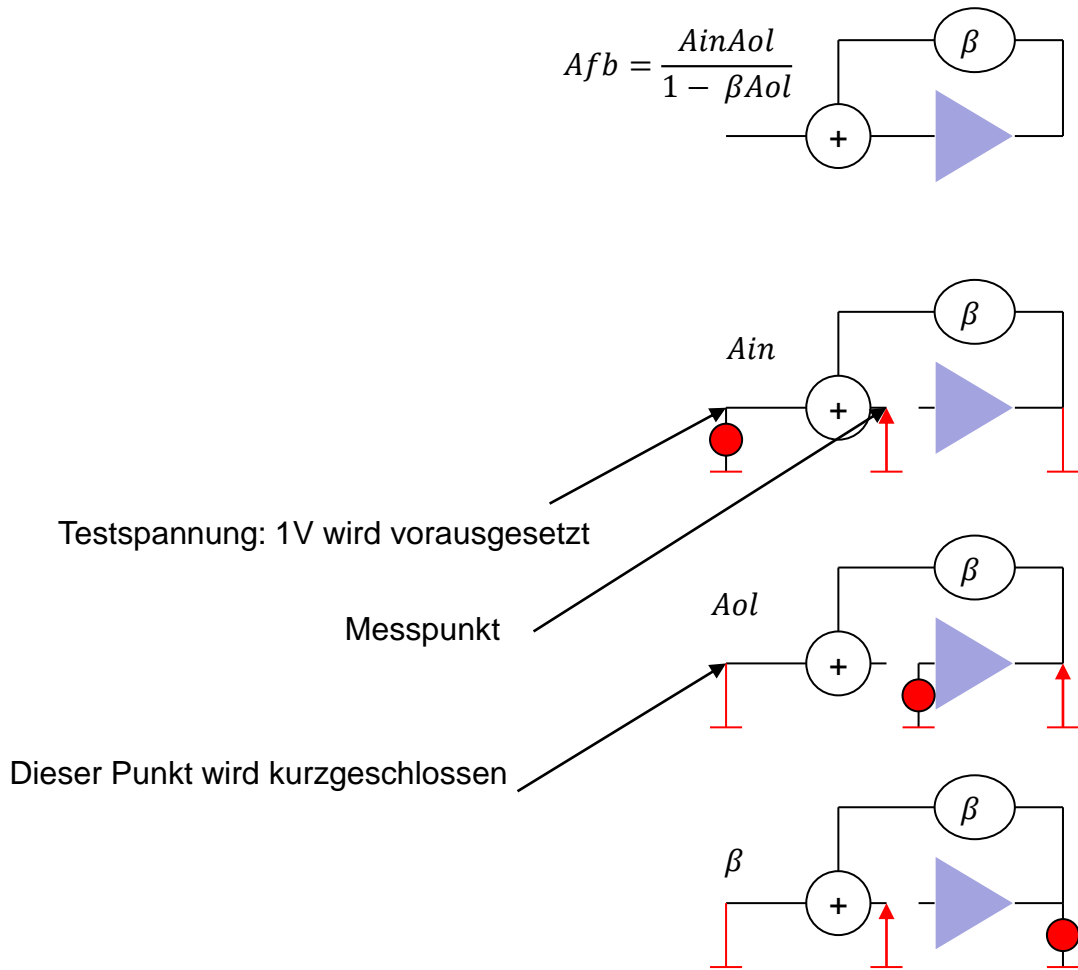 β
Afb = AinAol / 1 − βAol
+
β
Ain
+
Testspannung: 1V wird vorausgesetzt
β
Aol
Messpunkt
+
Dieser Punkt wird kurzgeschlossen
β
β
+